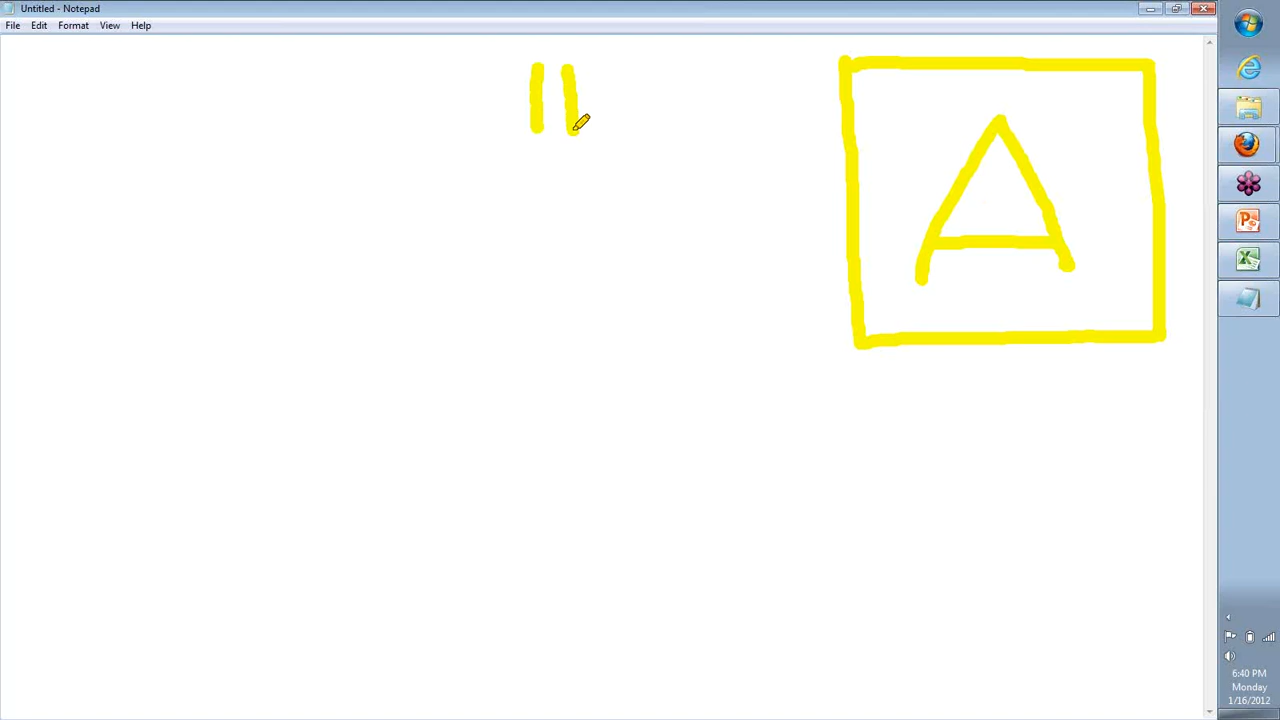 Untitled - Notepad
File Edit Format View Help
A
6:40 PM
Monday
1/16/2012